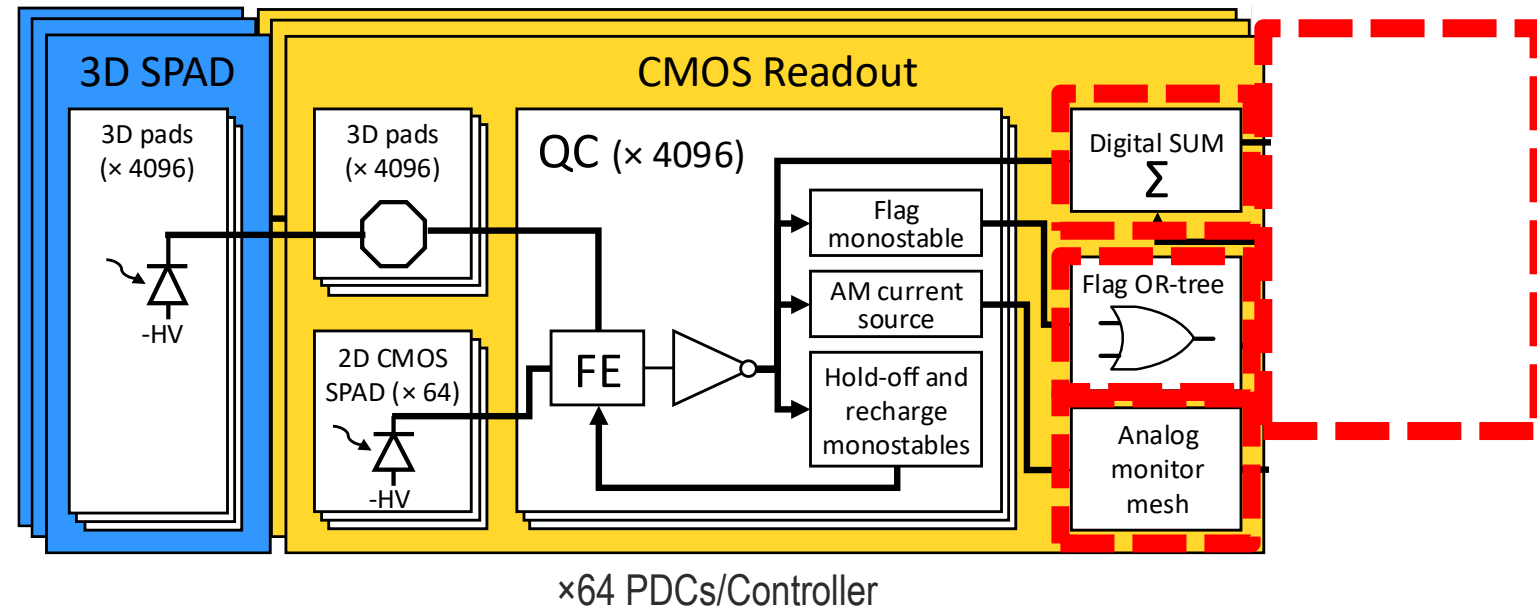 3D SPAD
3D pads
(× 4096)
-HV
CMOS Readout
3D pads
(× 4096)
2D CMOS
SPAD (× 64)
-HV
QC (× 4096)
FE
Flag
monostable
AM current
source
Hold-off and
recharge
monostables
Digital SUM
Σ
Flag OR-tree
Analog
monitor
mesh
×64 PDCs/Controller